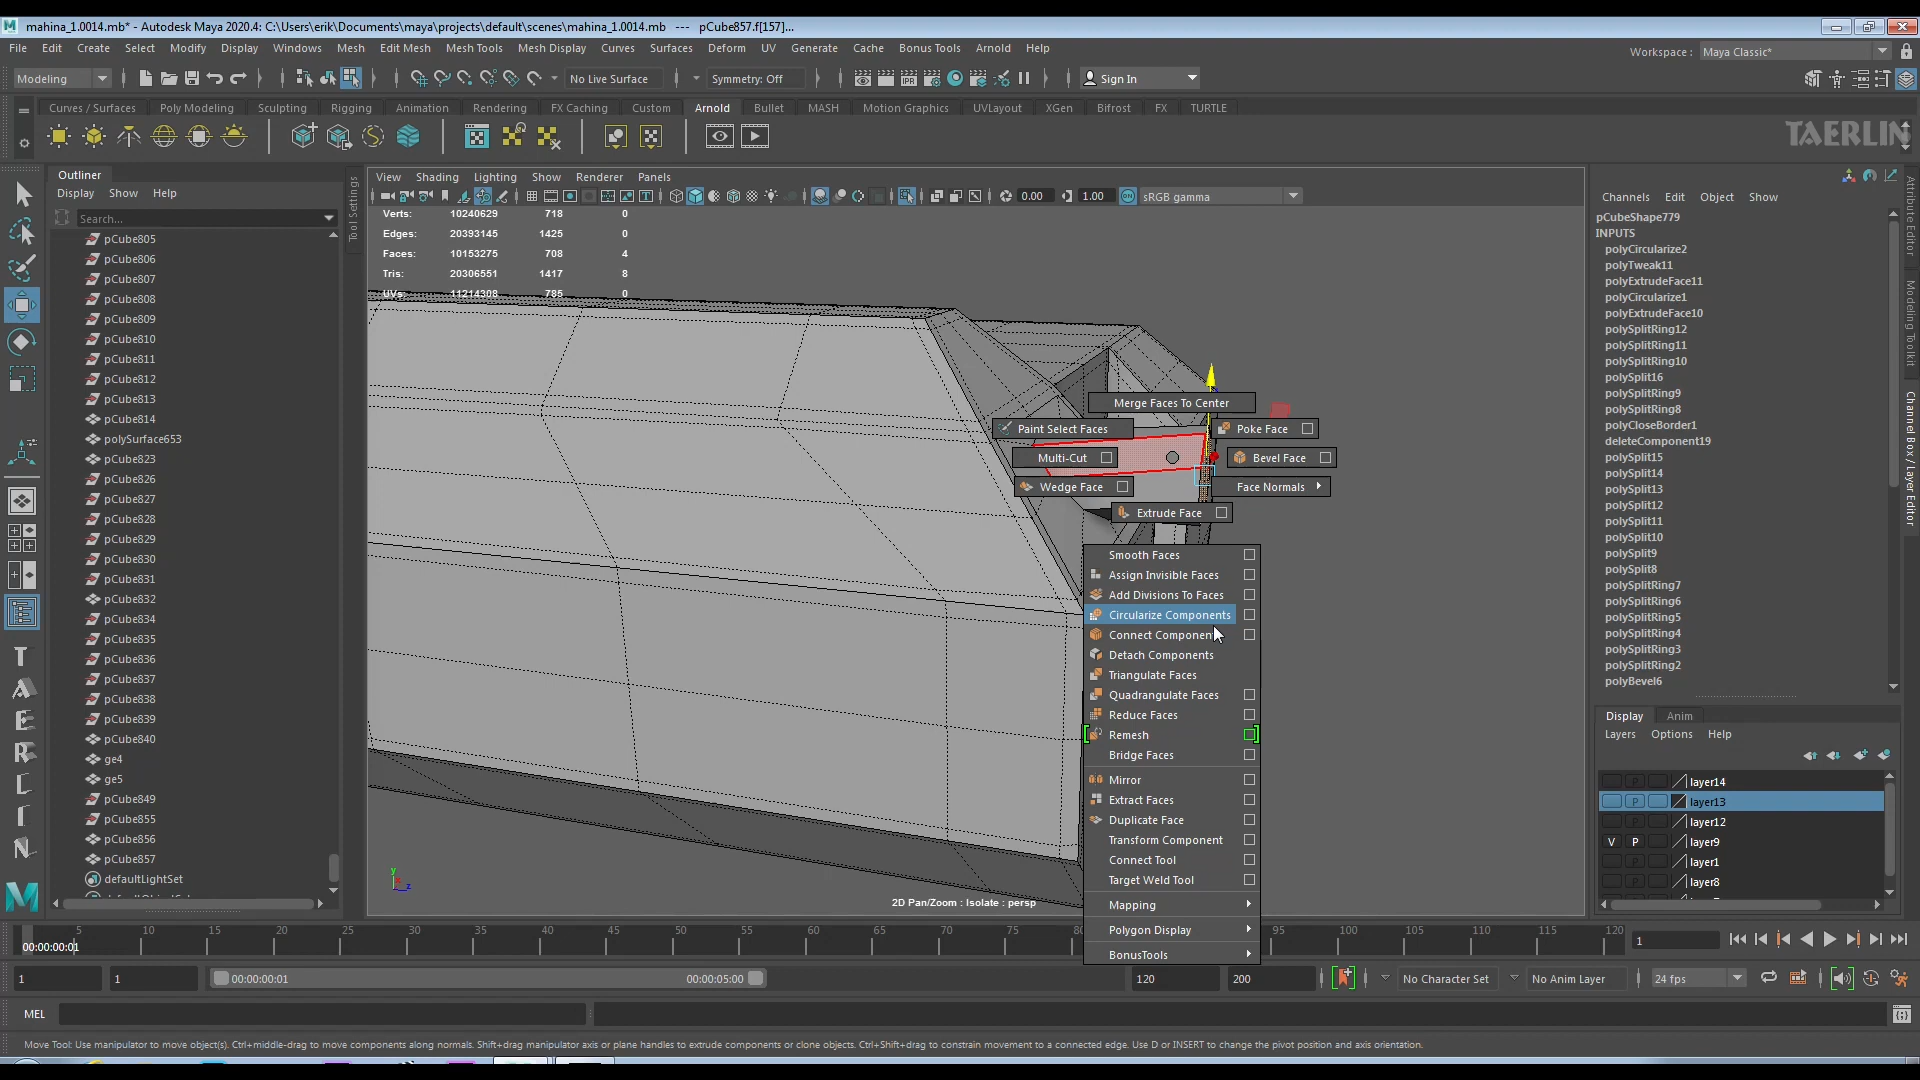 mahina_1.0014.mb* - Autodesk Maya 2020.4: C:\Users\erik\Documents\maya\projects\default\scenes\mahina_1.0014.mb --- pCube857.f[157]...
File Edit Create Select Modify Display Windows Mesh Edit Mesh Mesh Tools Mesh Display Curves Surfaces Deform UV Generate Cache Bonus Tools Arnold Help
Workspace : Maya Classic*
Modeling No Live Surface Symmetry: Off Sign In
Curves / Surfaces Poly Modeling Sculpting Rigging Animation Rendering FX Caching Custom Arnold Bullet MASH Motion Graphics UVLayout XGen Bifrost FX TURTLE
TAERLIN
Outliner
Display Show Help
Search...
pCube805
pCube806
pCube807
pCube808
pCube809
pCube810
pCube811
pCube812
pCube813
pCube814
polySurface653
pCube823
pCube826
pCube827
pCube828
pCube829
pCube830
pCube831
pCube832
pCube834
pCube835
pCube836
pCube837
pCube838
pCube839
pCube840
ge4
ge5
pCube849
pCube855
pCube856
pCube857
defaultLightSet
Tool Settings
View Shading Lighting Show Renderer Panels
0.00 1.00 sRGB gamma
Verts: 10240629 718 0
Edges: 20393145 1425 0
Faces: 10153275 708 4
Tris: 20306551 1417 8
UVs: 11214308 785 0
Merge Faces To Center
Paint Select Faces
Poke Face
Multi-Cut
Bevel Face
Wedge Face
Face Normals
Extrude Face
Smooth Faces
Assign Invisible Faces
Add Divisions To Faces
Circularize Components
Connect Componen
Detach Components
Triangulate Faces
Quadrangulate Faces
Reduce Faces
Remesh
Bridge Faces
Mirror
Extract Faces
Duplicate Face
Transform Component
Connect Tool
Target Weld Tool
Mapping
Polygon Display
BonusTools
y
z
2D Pan/Zoom : Isolate : persp
Channels Edit Object Show
pCubeShape779
INPUTS
polyCircularize2
polyTweak11
polyExtrudeFace11
polyCircularize1
polyExtrudeFace10
polySplitRing12
polySplitRing11
polySplitRing10
polySplit16
polySplitRing9
polySplitRing8
polyCloseBorder1
deleteComponent19
polySplit15
polySplit14
polySplit13
polySplit12
polySplit11
polySplit10
polySplit9
polySplit8
polySplitRing7
polySplitRing6
polySplitRing5
polySplitRing4
polySplitRing3
polySplitRing2
polyBevel6
Attribute Editor
Modeling Toolkit
Channel Box / Layer Editor
Display Anim
Layers Options Help
layer14
P layer13
layer12
V P layer9
layer1
layer8
5 10 15 20 25 30 35 40 45 50 55 60 65 70 75 80 95 100 105 110 115 120
00:00:00:01
1
1 1 00:00:00:01 00:00:05:00 120 200 No Character Set No Anim Layer 24 fps
MEL
Move Tool: Use manipulator to move object(s). Ctrl+middle-drag to move components along normals. Shift+drag manipulator axis or plane handles to extrude components or clone objects. Ctrl+Shift+drag to constrain movement to a connected edge. Use D or INSERT to change the pivot position and axis orientation.